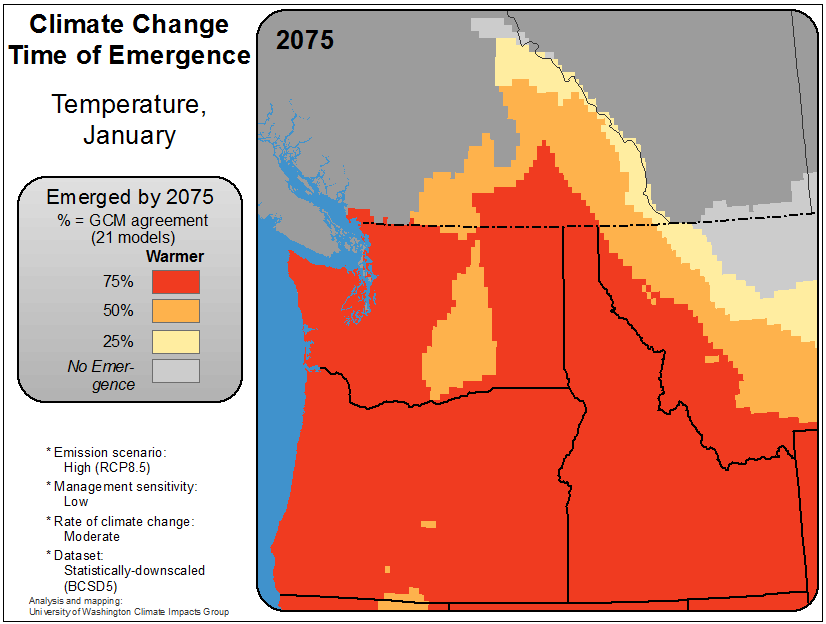 Climate Change
Time of Emergence
Temperature,
January
Emerged by 2075
% = GCM agreement
(21 models)
Warmer
75%
50%
25%
No Emer-
gence
* Emission scenario:
High (RCP8.5)
* Management sensitivity:
Low
* Rate of climate change:
Moderate
* Dataset:
Statistically-downscaled
(BCSD5)
Analysis and mapping:
University of Washington Climate Impacts Group
2075